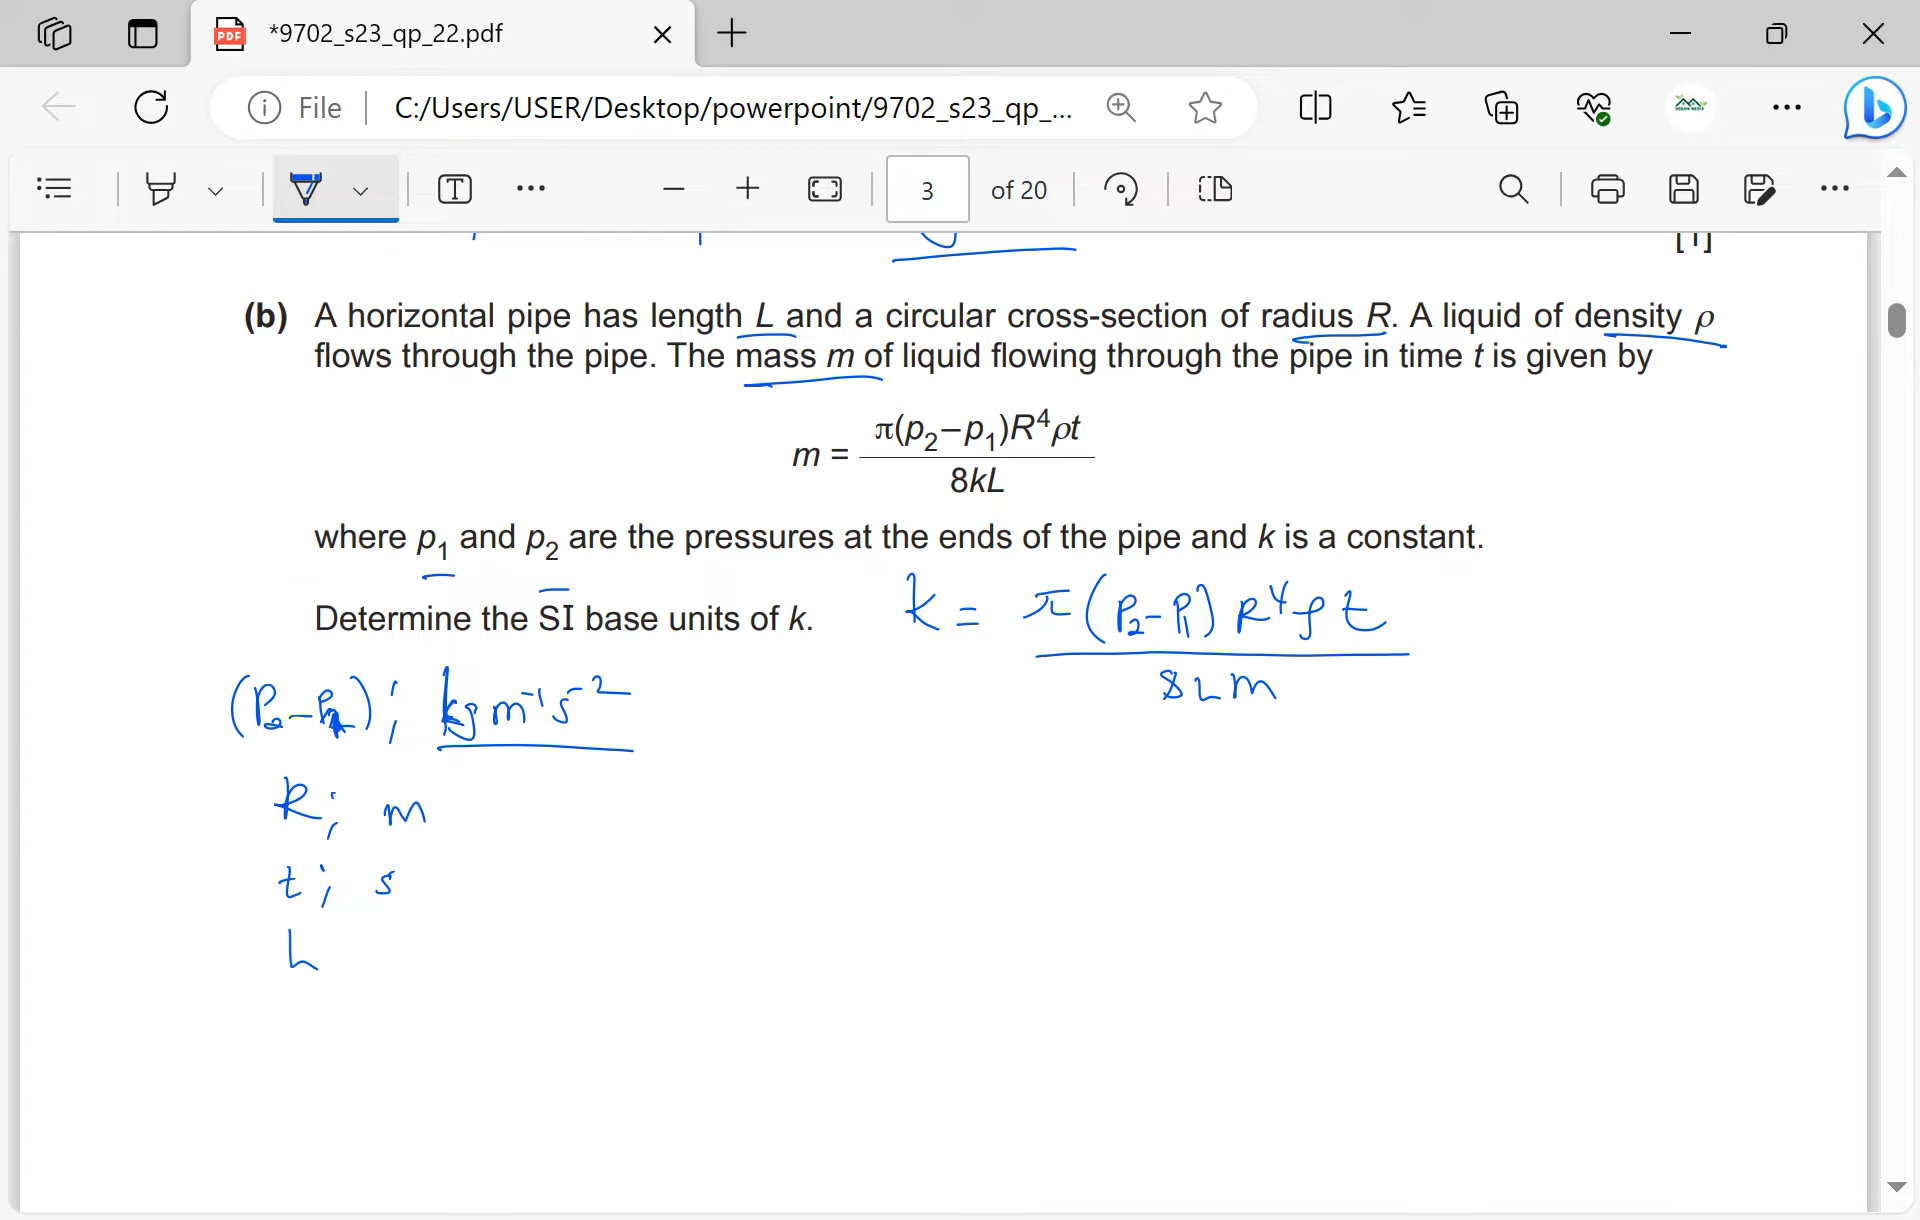 *9702_s23_qp_22.pdf
File C:/Users/USER/Desktop/powerpoint/9702_s23_qp_...
3 of 20
[1]
(b) A horizontal pipe has length L and a circular cross-section of radius R. A liquid of density ρ
flows through the pipe. The mass m of liquid flowing through the pipe in time t is given by
m = π(p₂–p₁)R⁴ρt / 8kL
where p₁ and p₂ are the pressures at the ends of the pipe and k is a constant.
Determine the SI base units of k.
k = π(P₂-P₁) R⁴ρ t / 8Lm
(P₂-P₁); kg m⁻¹ s⁻²
R; m
t; s
L